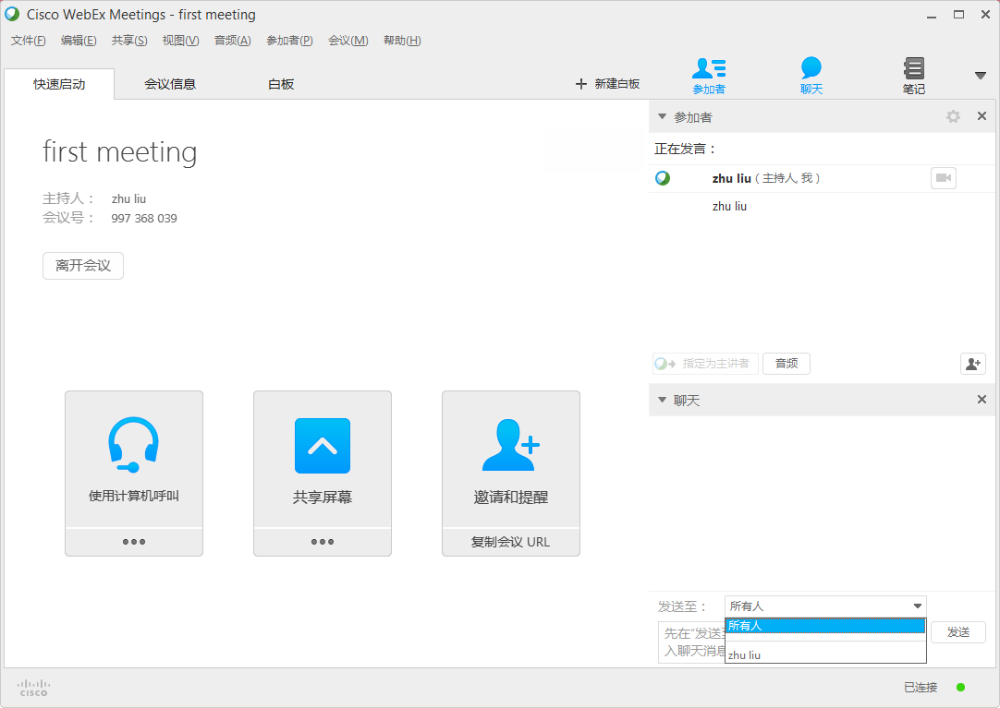 Cisco WebEx Meetings - first meeting
文件(F) 编辑(E) 共享(S) 视图(V) 音频(A) 参加者(P) 会议(M) 帮助(H)
快速启动 会议信息 白板 新建白板 参加者 聊天 笔记
参加者
正在发言：
zhu liu (主持人, 我)
zhu liu
first meeting
主持人： zhu liu
会议号： 997 368 039
离开会议
指定为主讲者 音频
聊天
使用计算机呼叫
共享屏幕
邀请和提醒
复制会议 URL
发送至： 所有人
所有人
先在“发送至
入聊天消息
zhu liu
发送
CISCO
已连接